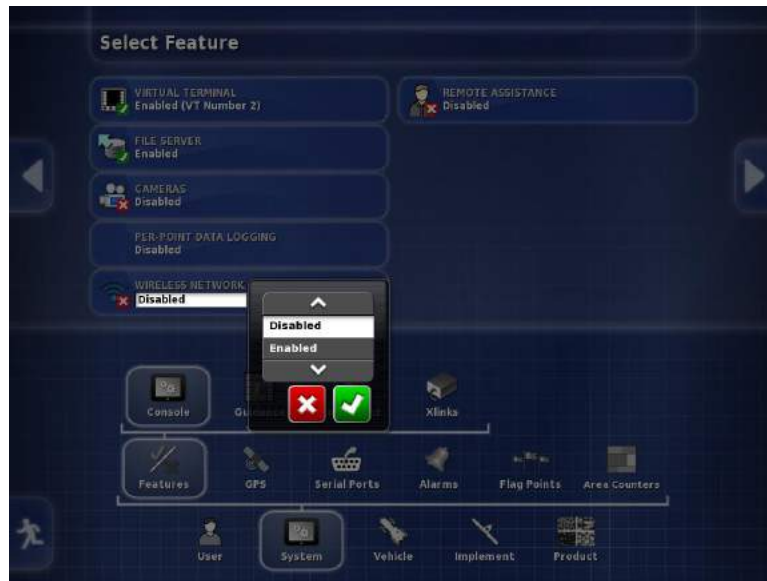 Select Feature
VIRTUAL TERMINAL
Enabled (VT Number 2)
REMOTE ASSISTANCE
Disabled
FILE SERVER
Enabled
CAMERAS
Disabled
PER-POINT DATA LOGGING
Disabled
WIRELESS NETWORK
Disabled
Disabled
Enabled
Console
Xlinks
Features
GPS
Serial Ports
Alarms
Flag Points
Area Counters
User
System
Vehicle
Implement
Product